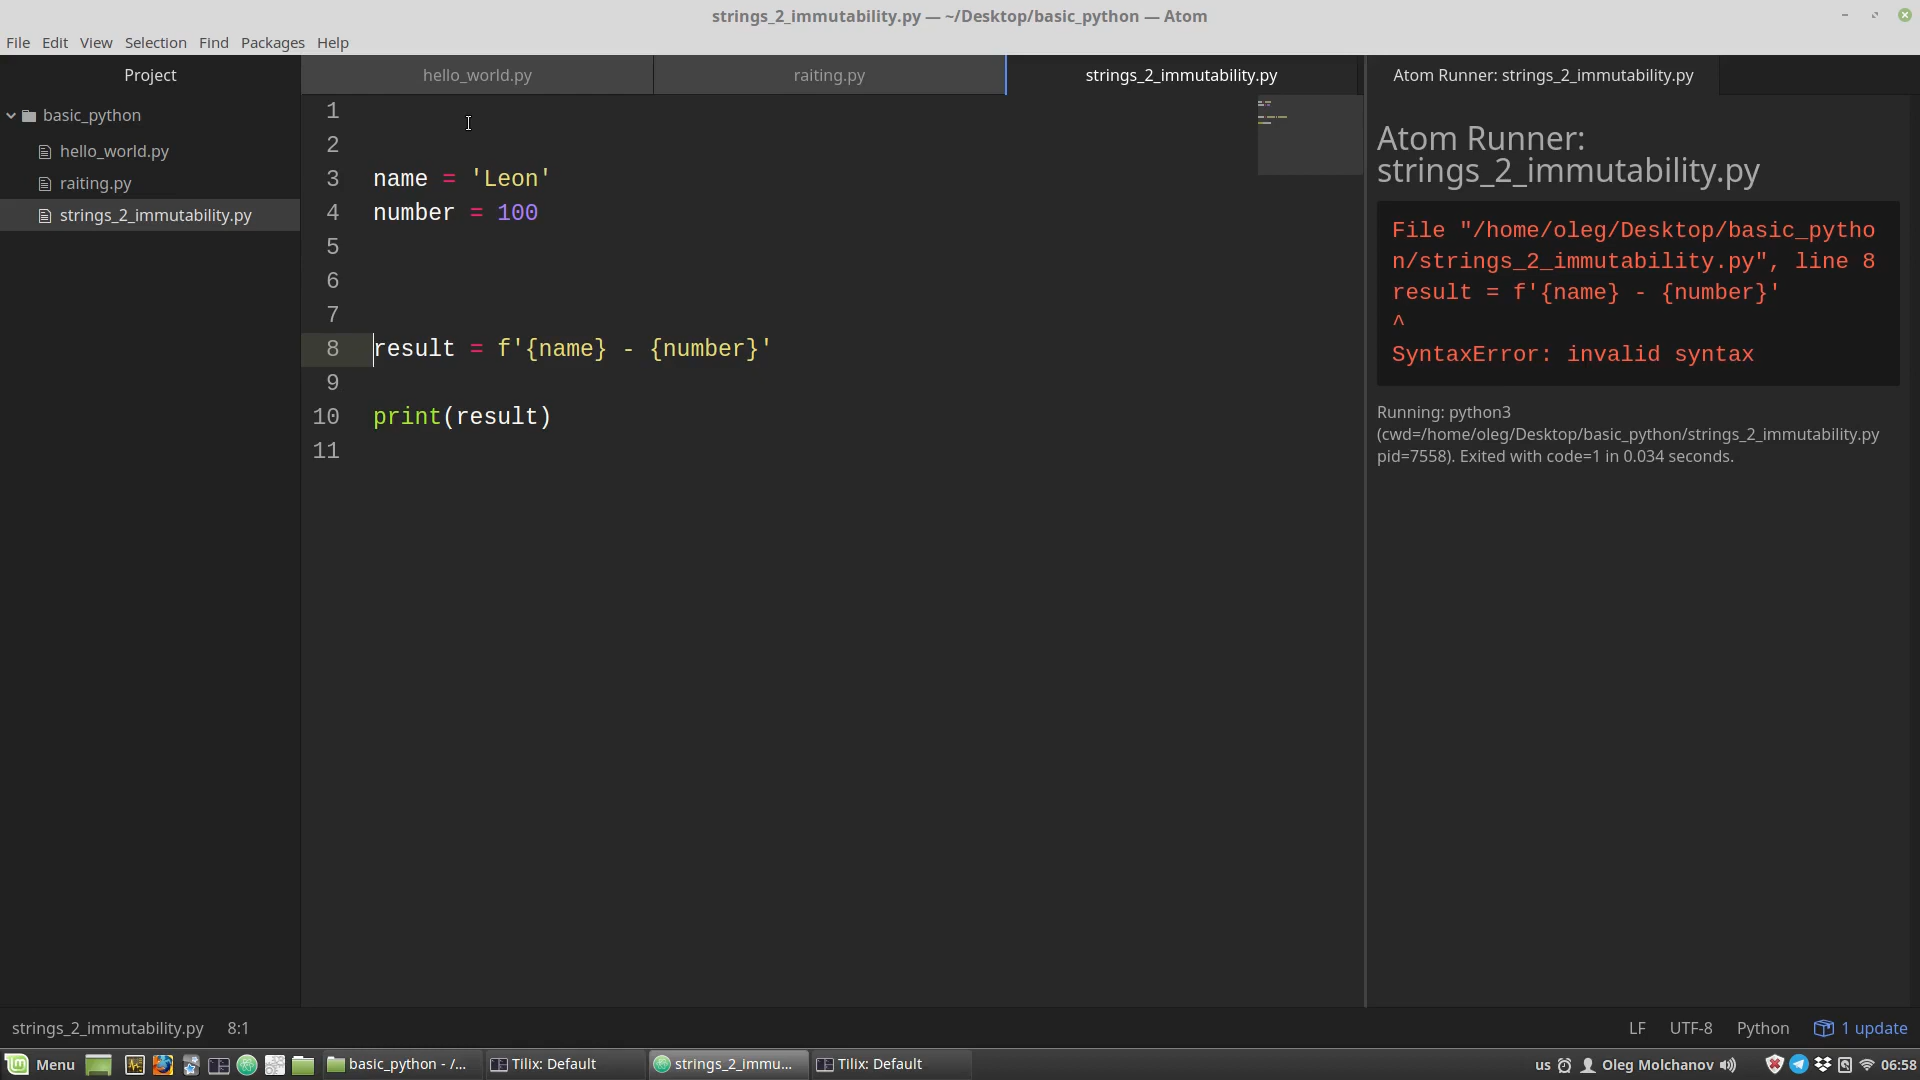 strings_2_immutability.py — ~/Desktop/basic_python — Atom
File Edit View Selection Find Packages Help
Project
basic_python
hello_world.py
raiting.py
strings_2_immutability.py
hello_world.py
raiting.py
strings_2_immutability.py
1
2
3 name = 'Leon'
4 number = 100
5
6
7
8 result = f'{name} - {number}'
9
10 print(result)
11
Atom Runner: strings_2_immutability.py
Atom Runner:
strings_2_immutability.py
File "/home/oleg/Desktop/basic_pytho
n/strings_2_immutability.py", line 8
result = f'{name} - {number}'
^
SyntaxError: invalid syntax
Running: python3
(cwd=/home/oleg/Desktop/basic_python/strings_2_immutability.py
pid=7558). Exited with code=1 in 0.034 seconds.
strings_2_immutability.py 8:1 LF UTF-8 Python 1 update
Menu basic_python - /... Tilix: Default strings_2_immu... Tilix: Default us Oleg Molchanov 06:58